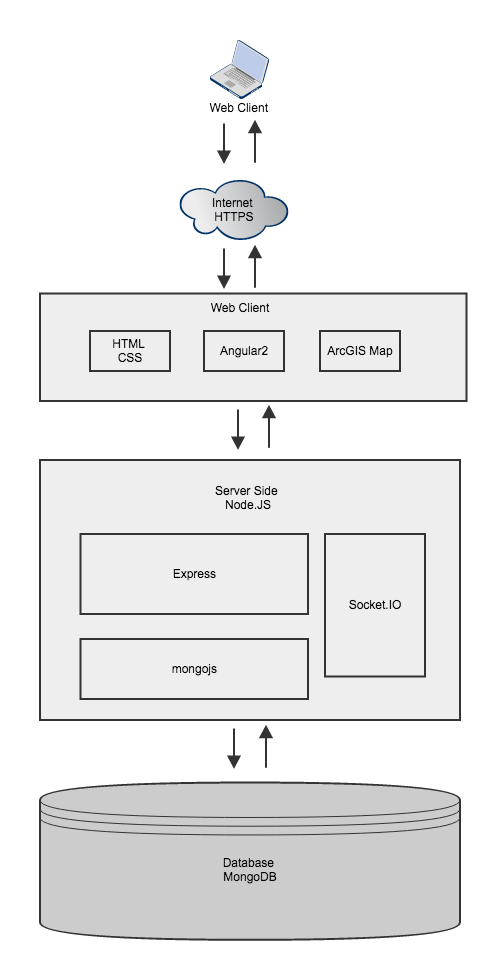 Web Client
Internet
HTTPS
Web Client
HTML
CSS
Angular2
ArcGIS Map
Server Side
Node.JS
Express
Socket.IO
mongojs
Database
MongoDB